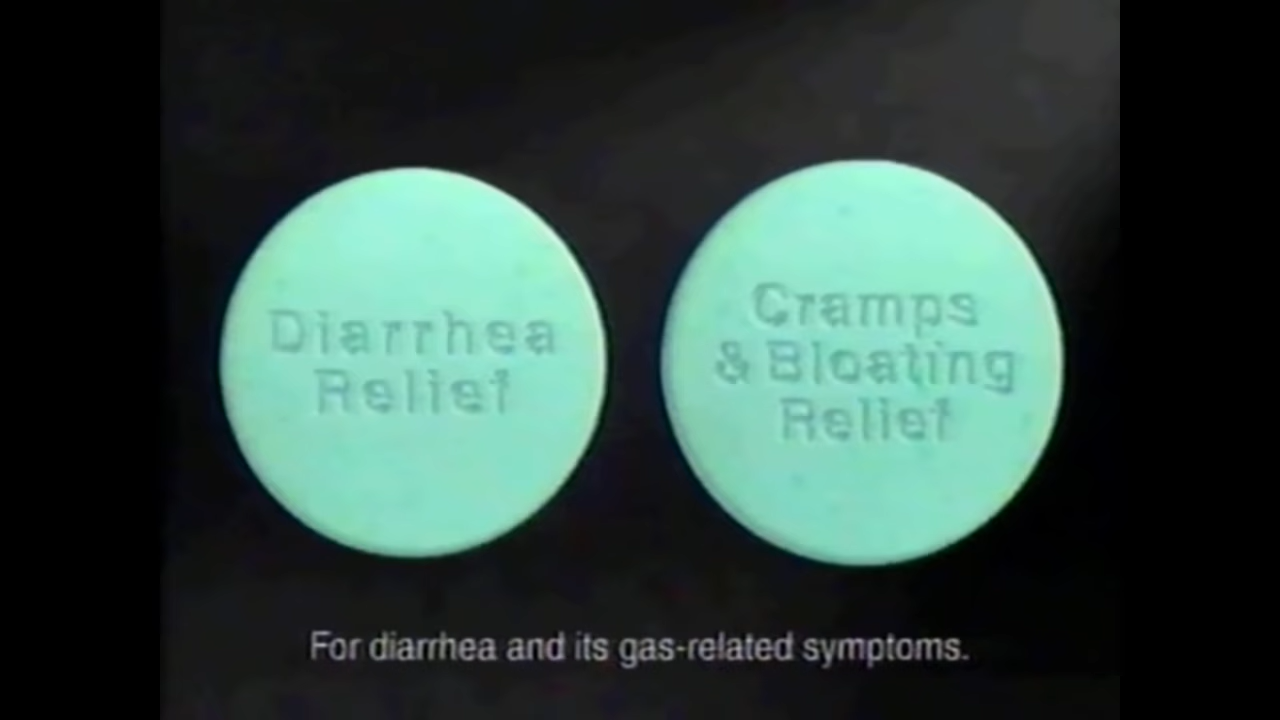 Diarrhea
Relief
Cramps
& Bloating
Relief
For diarrhea and its gas-related symptoms.